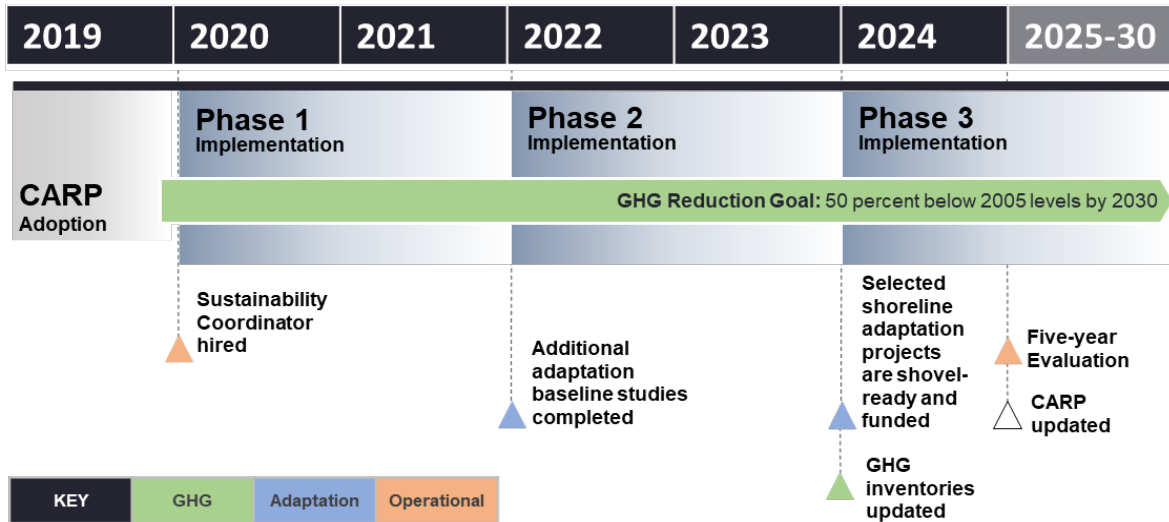 2019
2020
2021
2022
2023
2024
2025-30
Phase 1
Implementation
Phase 2
Implementation
Phase 3
Implementation
CARP
Adoption
GHG Reduction Goal: 50 percent below 2005 levels by 2030
Sustainability
Coordinator
hired
Additional
adaptation
baseline studies
completed
Selected
shoreline
adaptation
projects
are shovel-
ready and
funded
GHG
inventories
updated
Five-year
Evaluation
CARP
updated
KEY
GHG
Adaptation
Operational